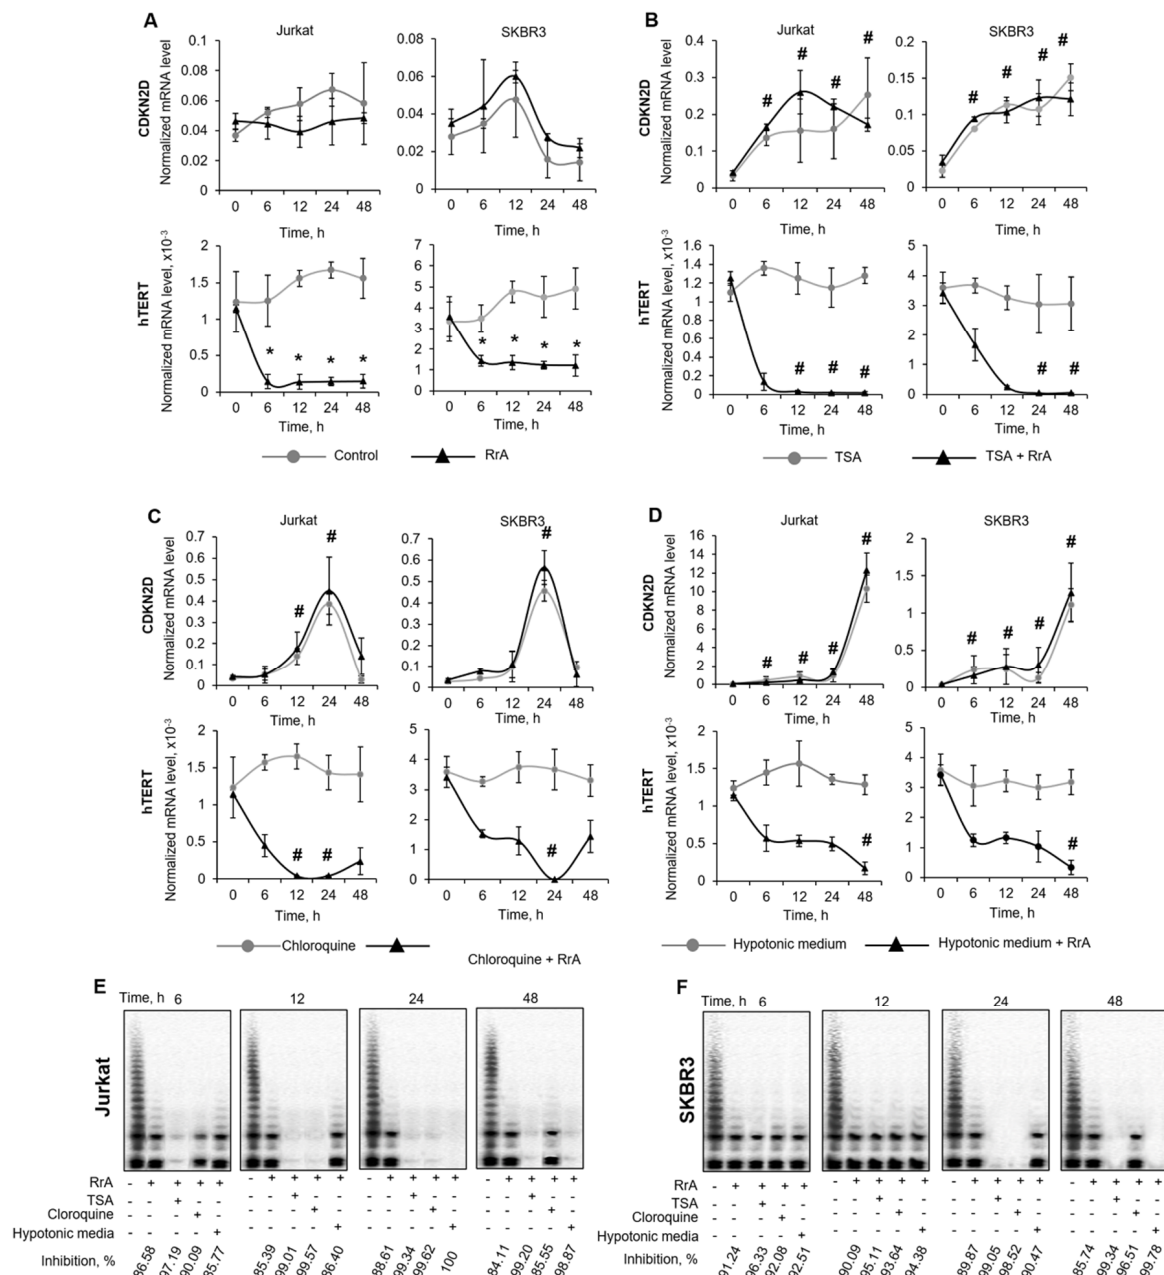 A
Jurkat
SKBR3
CDKN2D
Normalized mRNA level
0.1
0.08
0.06
0.04
0.02
0
0 6 12 24 48
Time, h
0.08
0.06
0.04
0.02
0
0 6 12 24 48
Time, h
hTERT
Normalized mRNA level, x10-3
2
1.5
1
0.5
0
* * * *
0 6 12 24 48
Time, h
7
6
5
4
3
2
1
0
* * * *
0 6 12 24 48
Time, h
Control RrA
B
Jurkat
SKBR3
CDKN2D
Normalized mRNA level
0.4
0.3
0.2
0.1
0
# # # #
0 6 12 24 48
Time, h
0.2
0.15
0.1
0.05
0
# # # #
0 6 12 24 48
Time, h
hTERT
Normalized mRNA level, x10-3
1.6
1.4
1.2
1
0.8
0.6
0.4
0.2
0
# # #
0 6 12 24 48
Time, h
5
4
3
2
1
0
# #
0 6 12 24 48
Time, h
TSA TSA + RrA
C
Jurkat
SKBR3
CDKN2D
Normalized mRNA level
0.7
0.6
0.5
0.4
0.3
0.2
0.1
0
# #
0 6 12 24 48
Time, h
0.7
0.6
0.5
0.4
0.3
0.2
0.1
0
#
0 6 12 24 48
Time, h
hTERT
Normalized mRNA level, x10-3
2
1.5
1
0.5
0
# #
0 6 12 24 48
Time, h
5
4
3
2
1
0
#
0 6 12 24 48
Time, h
Chloroquine Chloroquine + RrA
D
Jurkat
SKBR3
CDKN2D
Normalized mRNA level
16
14
12
10
8
6
4
2
0
# # # #
0 6 12 24 48
Time, h
2
1.5
1
0.5
0
# # # #
0 6 12 24 48
Time, h
hTERT
Normalized mRNA level, x10-3
2
1.5
1
0.5
0
#
0 6 12 24 48
Time, h
5
4
3
2
1
0
#
0 6 12 24 48
Time, h
Hypotonic medium Hypotonic medium + RrA
E
Time, h 6 12 24 48
Jurkat
RrA - + + + + - + + + + - + + + + - + + + +
TSA - - + - - - - + - - - - + - - - - + - -
Cloroquine - - - + - - - - + - - - - + - - - - + -
Hypotonic media - - - - + - - - - + - - - - + - - - - +
Inhibition, % 86.58 97.19 90.09 85.77 85.39 99.01 99.57 86.40 88.61 99.34 99.62 100 84.11 99.20 85.55 98.87
F
Time, h 6 12 24 48
SKBR3
RrA - + + + + - + + + + - + + + + - + + + +
TSA - - + - - - - + - - - - + - - - - + - -
Cloroquine - - - + - - - - + - - - - + - - - - + -
Hypotonic media - - - - + - - - - + - - - - + - - - - +
Inhibition, % 91.24 96.33 92.08 92.51 90.09 95.11 93.64 94.38 89.87 99.05 98.52 90.47 85.74 99.34 96.51 99.78